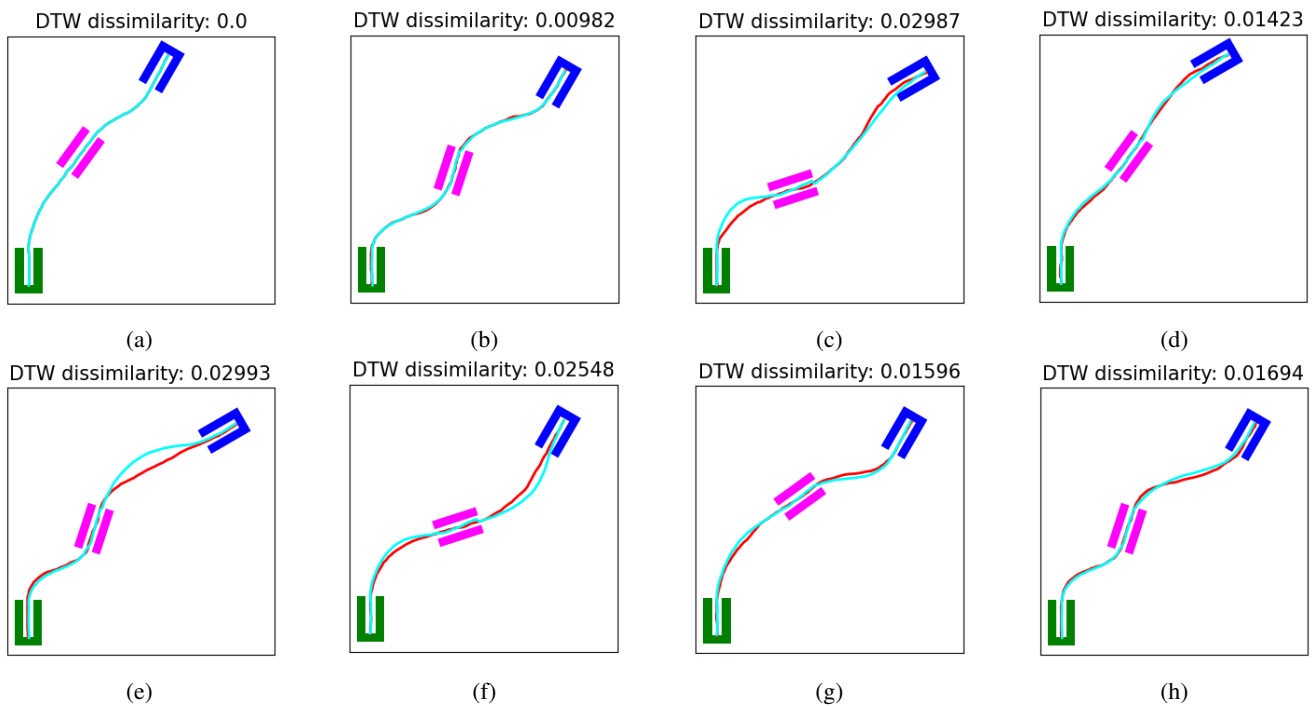 DTW dissimilarity: 0.0
DTW dissimilarity: 0.00982
DTW dissimilarity: 0.02987
DTW dissimilarity: 0.01423
(a)
(b)
(c)
(d)
DTW dissimilarity: 0.02993
DTW dissimilarity: 0.02548
DTW dissimilarity: 0.01596
DTW dissimilarity: 0.01694
(e)
(f)
(g)
(h)